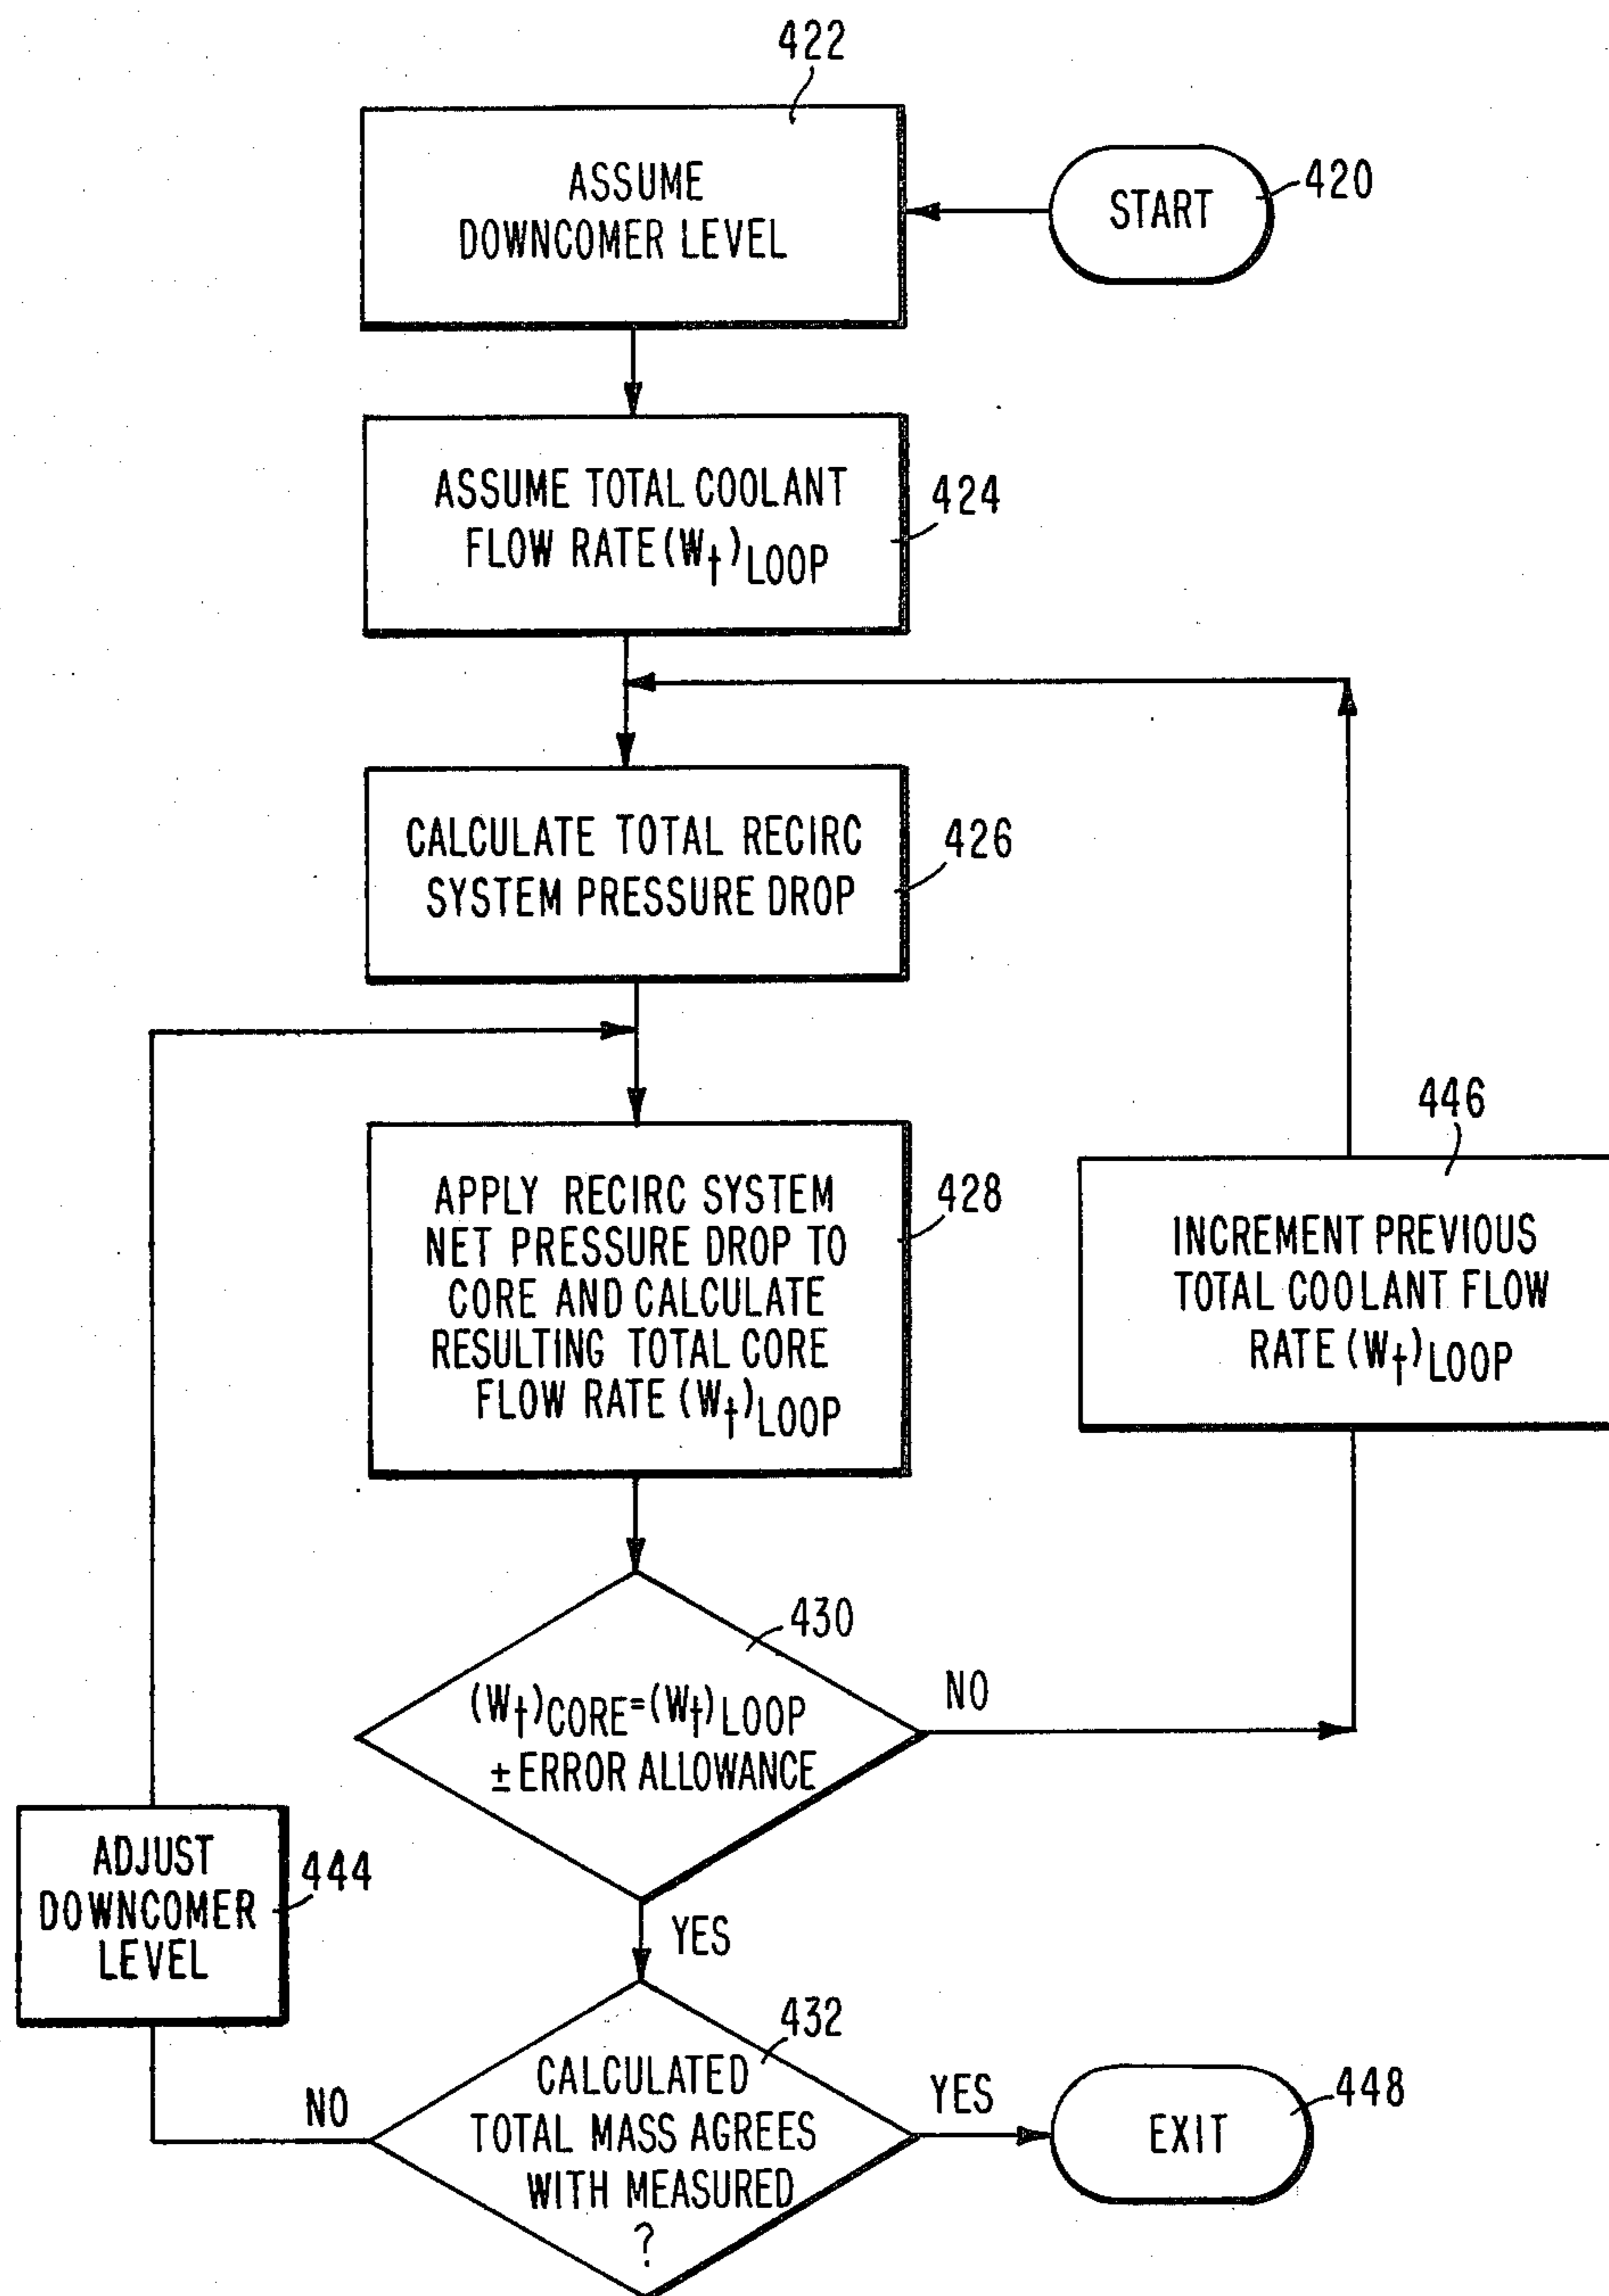 422
ASSUME
DOWNCOMER LEVEL
START
420
ASSUME TOTAL COOLANT
FLOW RATE (Wt)LOOP
424
CALCULATE TOTAL RECIRC
SYSTEM PRESSURE DROP
426
APPLY RECIRC SYSTEM
NET PRESSURE DROP TO
CORE AND CALCULATE
RESULTING TOTAL CORE
FLOW RATE (Wt)LOOP
428
446
INCREMENT PREVIOUS
TOTAL COOLANT FLOW
RATE (Wt)LOOP
430
(Wt)CORE=(Wt)LOOP
± ERROR ALLOWANCE
NO
YES
ADJUST
DOWNCOMER
LEVEL
444
432
CALCULATED
TOTAL MASS AGREES
WITH MEASURED
?
NO
YES
EXIT
448